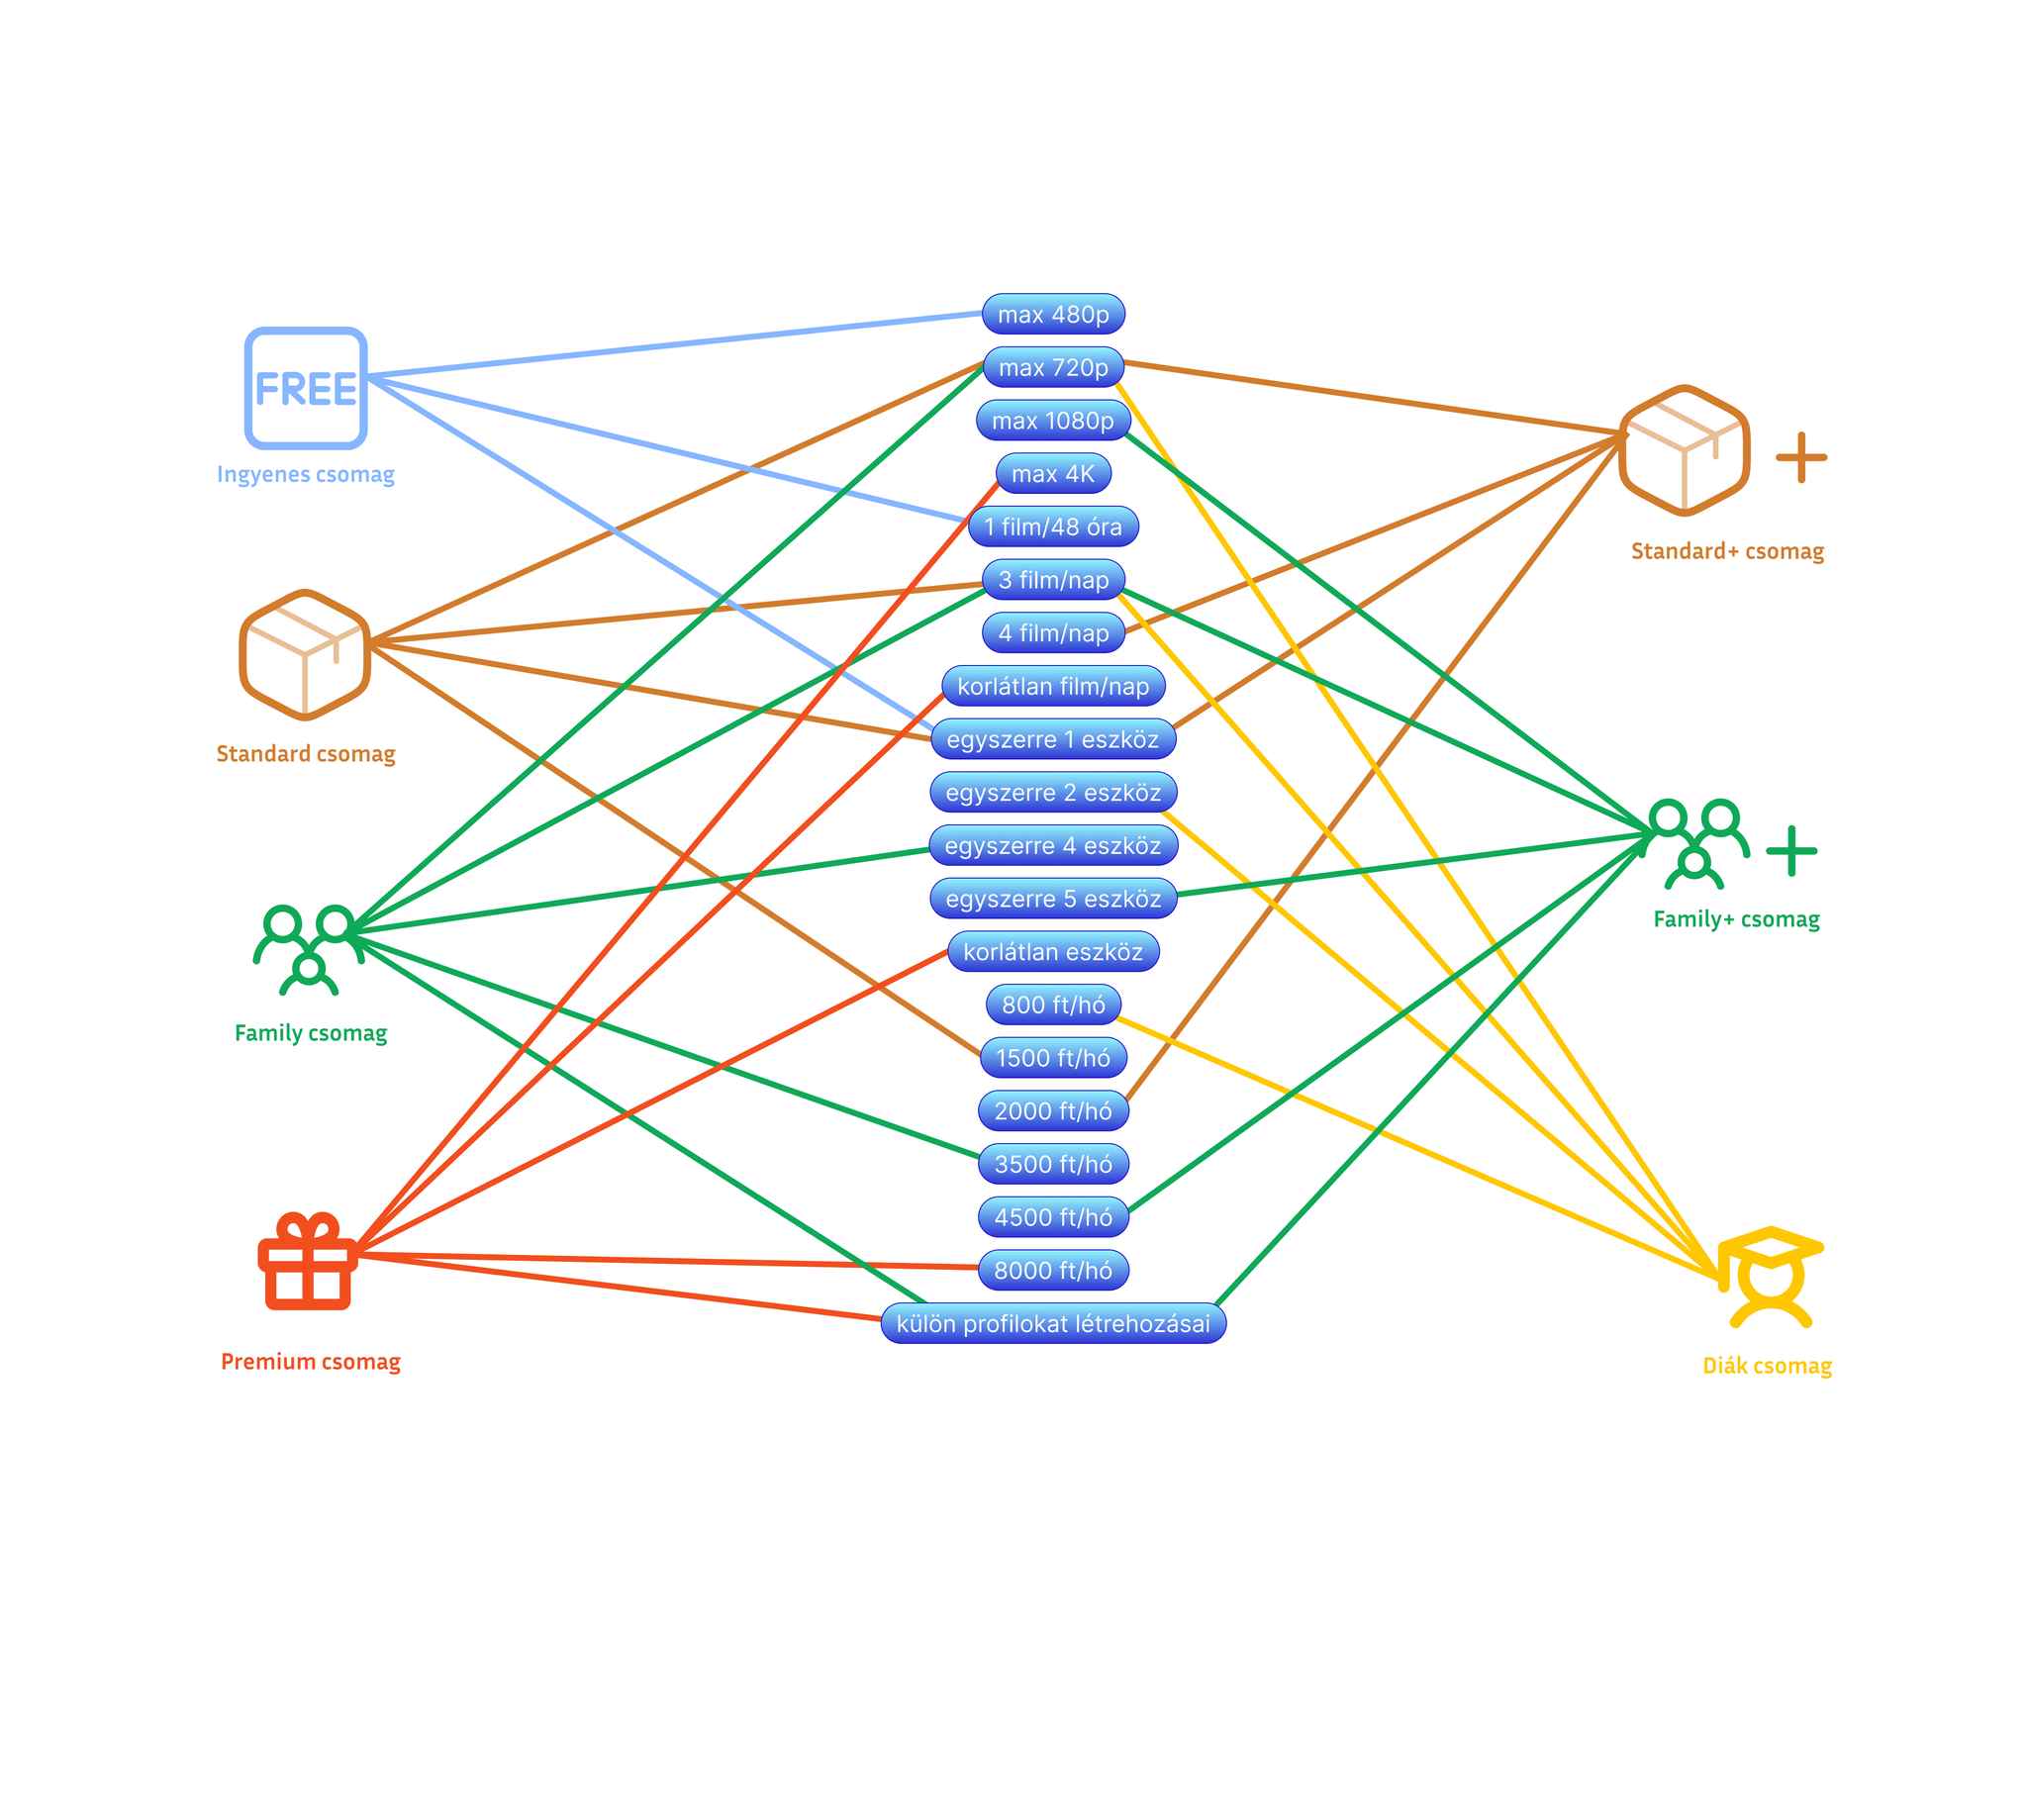 FREE
Ingyenes csomag
Standard csomag
Family csomag
Premium csomag
max 480p
max 720p
max 1080p
max 4K
1 film/48 óra
3 film/nap
4 film/nap
korlátlan film/nap
egyszerre 1 eszköz
egyszerre 2 eszköz
egyszerre 4 eszköz
egyszerre 5 eszköz
korlátlan eszköz
800 ft/hó
1500 ft/hó
2000 ft/hó
3500 ft/hó
4500 ft/hó
8000 ft/hó
külön profilokat létrehozásai
Standard+ csomag
Family+ csomag
Diák csomag